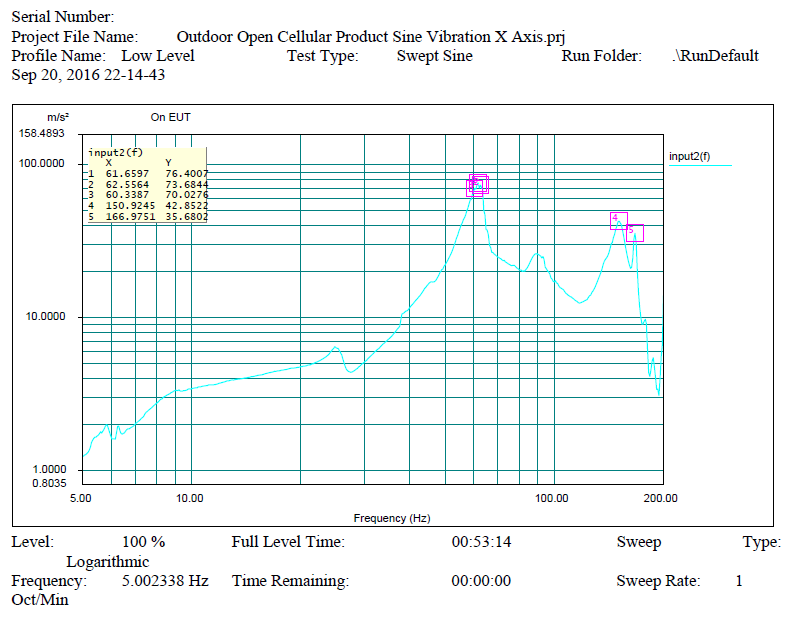 Serial Number:
Project File Name: Outdoor Open Cellular Product Sine Vibration X Axis.prj
Profile Name: Low Level Test Type: Swept Sine Run Folder: .\RunDefault
Sep 20, 2016 22-14-43
m/s² On EUT
158.4893
100.0000
10.0000
1.0000
0.8035
input2(f)
X Y
1 61.6597 76.4007
2 62.5564 73.6844
3 60.3387 70.0276
4 150.9245 42.8522
5 166.9751 35.6802
4
5
input2(f)
5.00 10.00 100.00 200.00
Frequency (Hz)
Level: 100 % Full Level Time: 00:53:14 Sweep Type:
Logarithmic
Frequency: 5.002338 Hz Time Remaining: 00:00:00 Sweep Rate: 1
Oct/Min